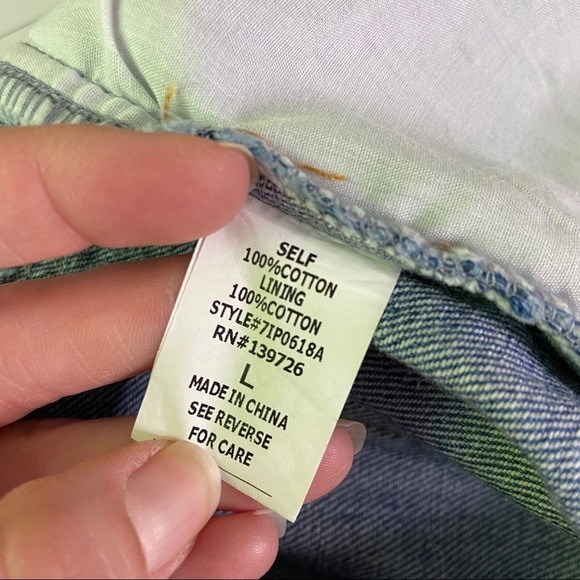 SELF
100%COTTON
LINING
100%COTTON
STYLE#7IP0618A
RN#139726
L
MADE IN CHINA
SEE REVERSE
FOR CARE